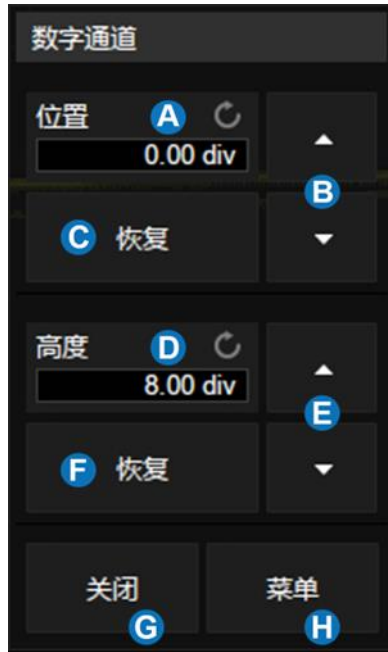 数字通道
位置 A
0.00 div
B
C 恢复
高度 D
8.00 div
E
F 恢复
关闭 菜单
G H